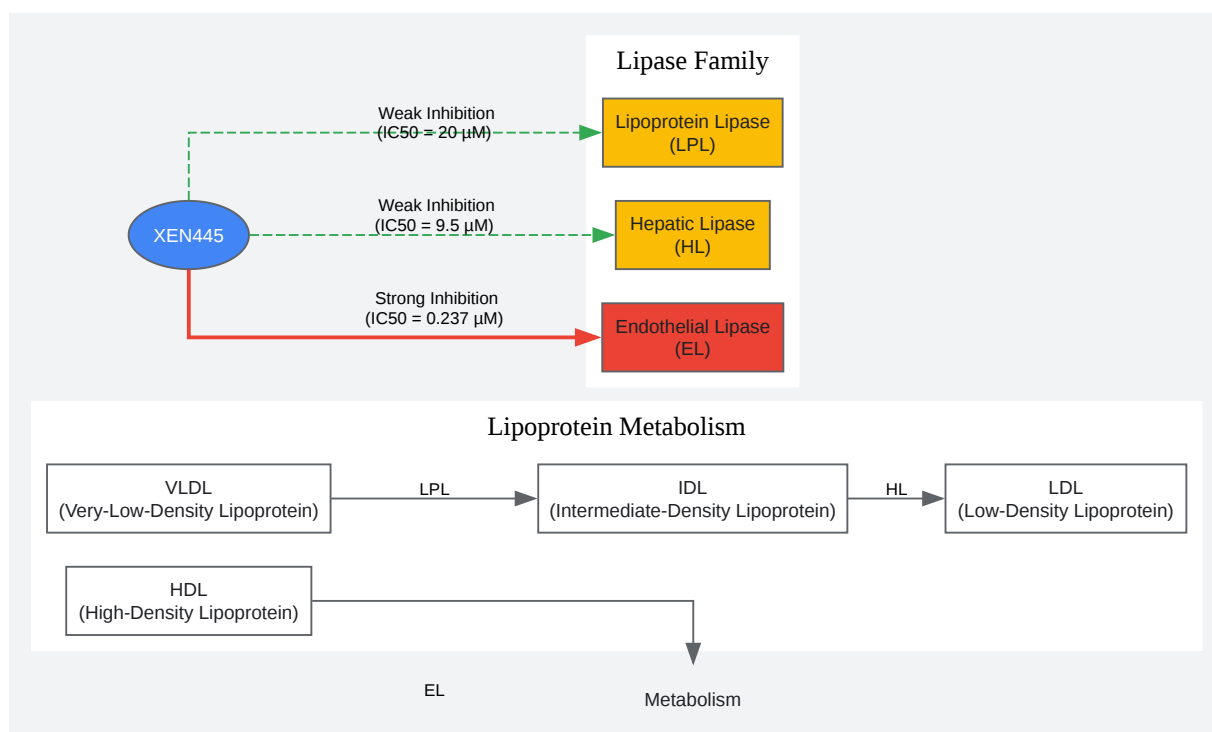 Lipase Family
Weak Inhibition
(IC50 = 20 µM)
Lipoprotein Lipase
(LPL)
XEN445
Weak Inhibition
(IC50 = 9.5 µM)
Hepatic Lipase
(HL)
Strong Inhibition
(IC50 = 0.237 µM)
Endothelial Lipase
(EL)
Lipoprotein Metabolism
VLDL
(Very-Low-Density Lipoprotein)
LPL
IDL
(Intermediate-Density Lipoprotein)
HL
LDL
(Low-Density Lipoprotein)
HDL
(High-Density Lipoprotein)
EL
Metabolism